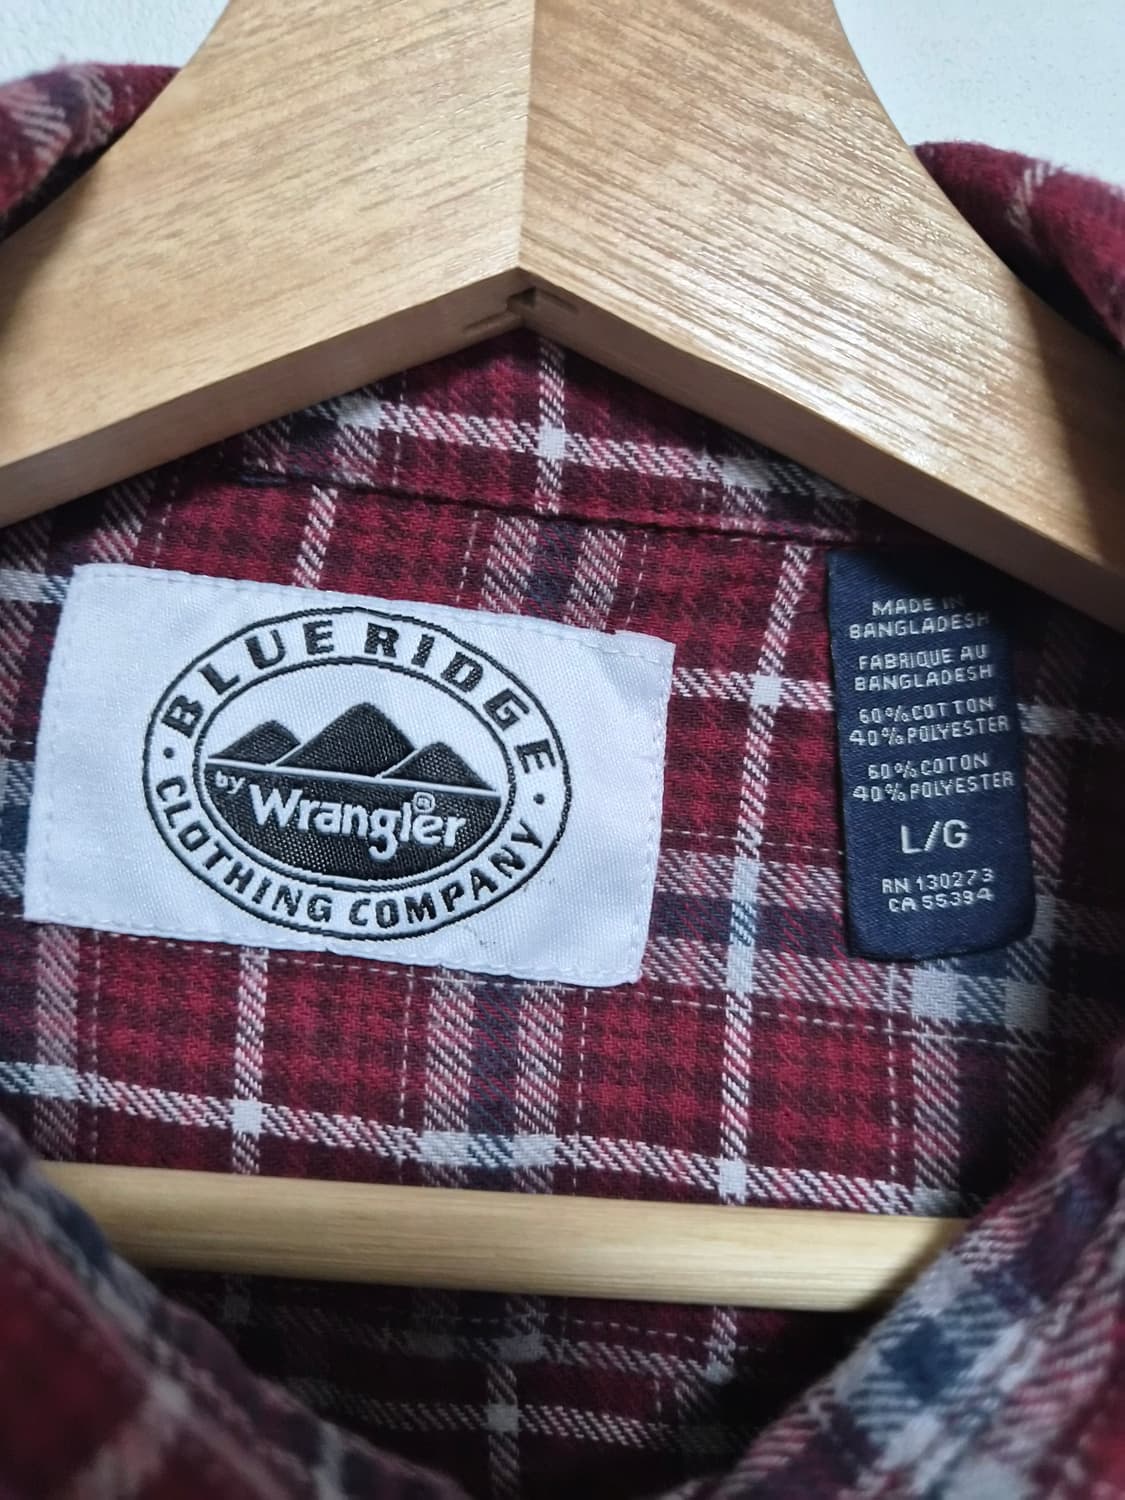 BLUE RIDGE
by Wrangler®
CLOTHING COMPANY
MADE IN
BANGLADESH
FABRIQUE AU
BANGLADESH
60%COTTON
40%POLYESTER
60%COTON
40%POLYESTER
L/G
RN 130273
CA 55394